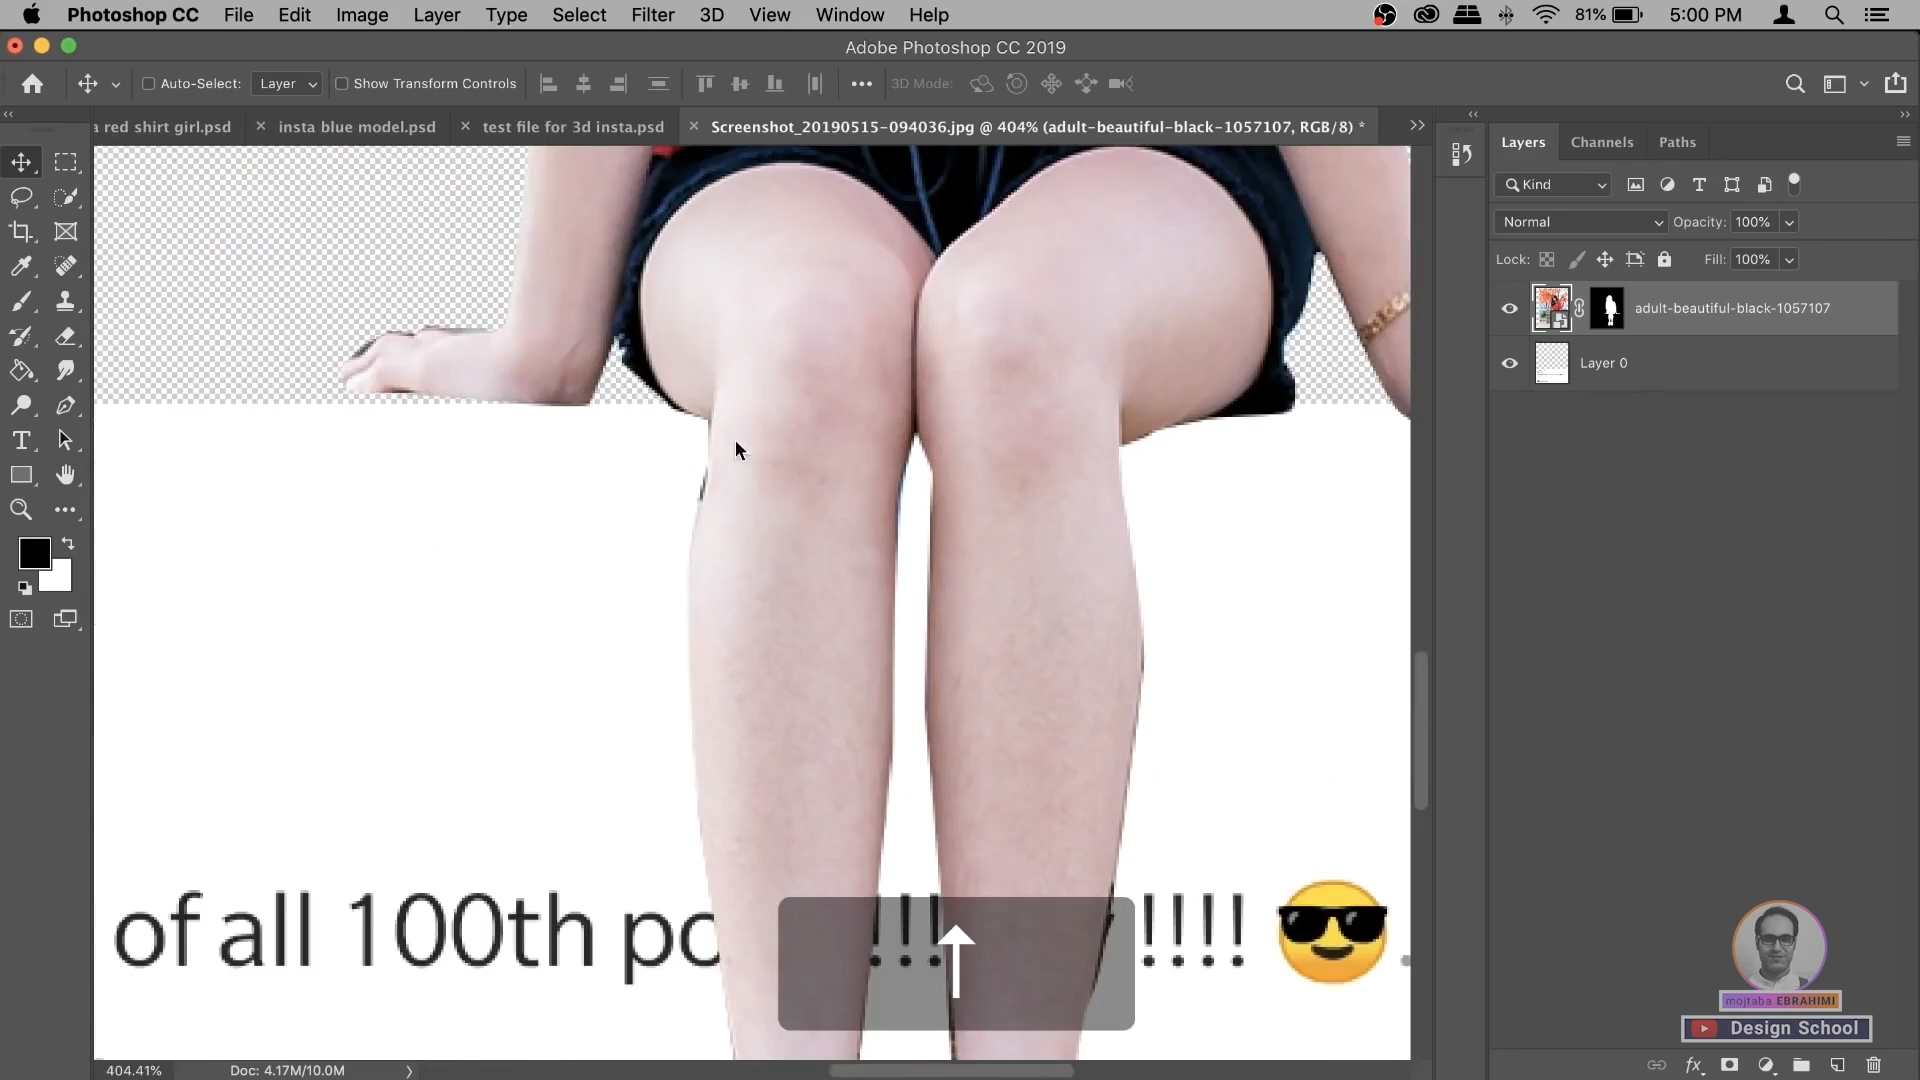 Photoshop CC File Edit Image Layer Type Select Filter 3D View Window Help 81% 5:00 PM
Adobe Photoshop CC 2019
Auto-Select: Layer Show Transform Controls 3D Mode:
a red shirt girl.psd insta blue model.psd test file for 3d insta.psd Screenshot_20190515-094036.jpg @ 404% (adult-beautiful-black-1057107, RGB/8) *
Layers Channels Paths
Kind
Normal Opacity: 100%
Lock: Fill: 100%
adult-beautiful-black-1057107
Layer 0
of all 100th po !!! !!!! 😎.
mojtaba EBRAHIMI
Design School
404.41% Doc: 4.17M/10.0M